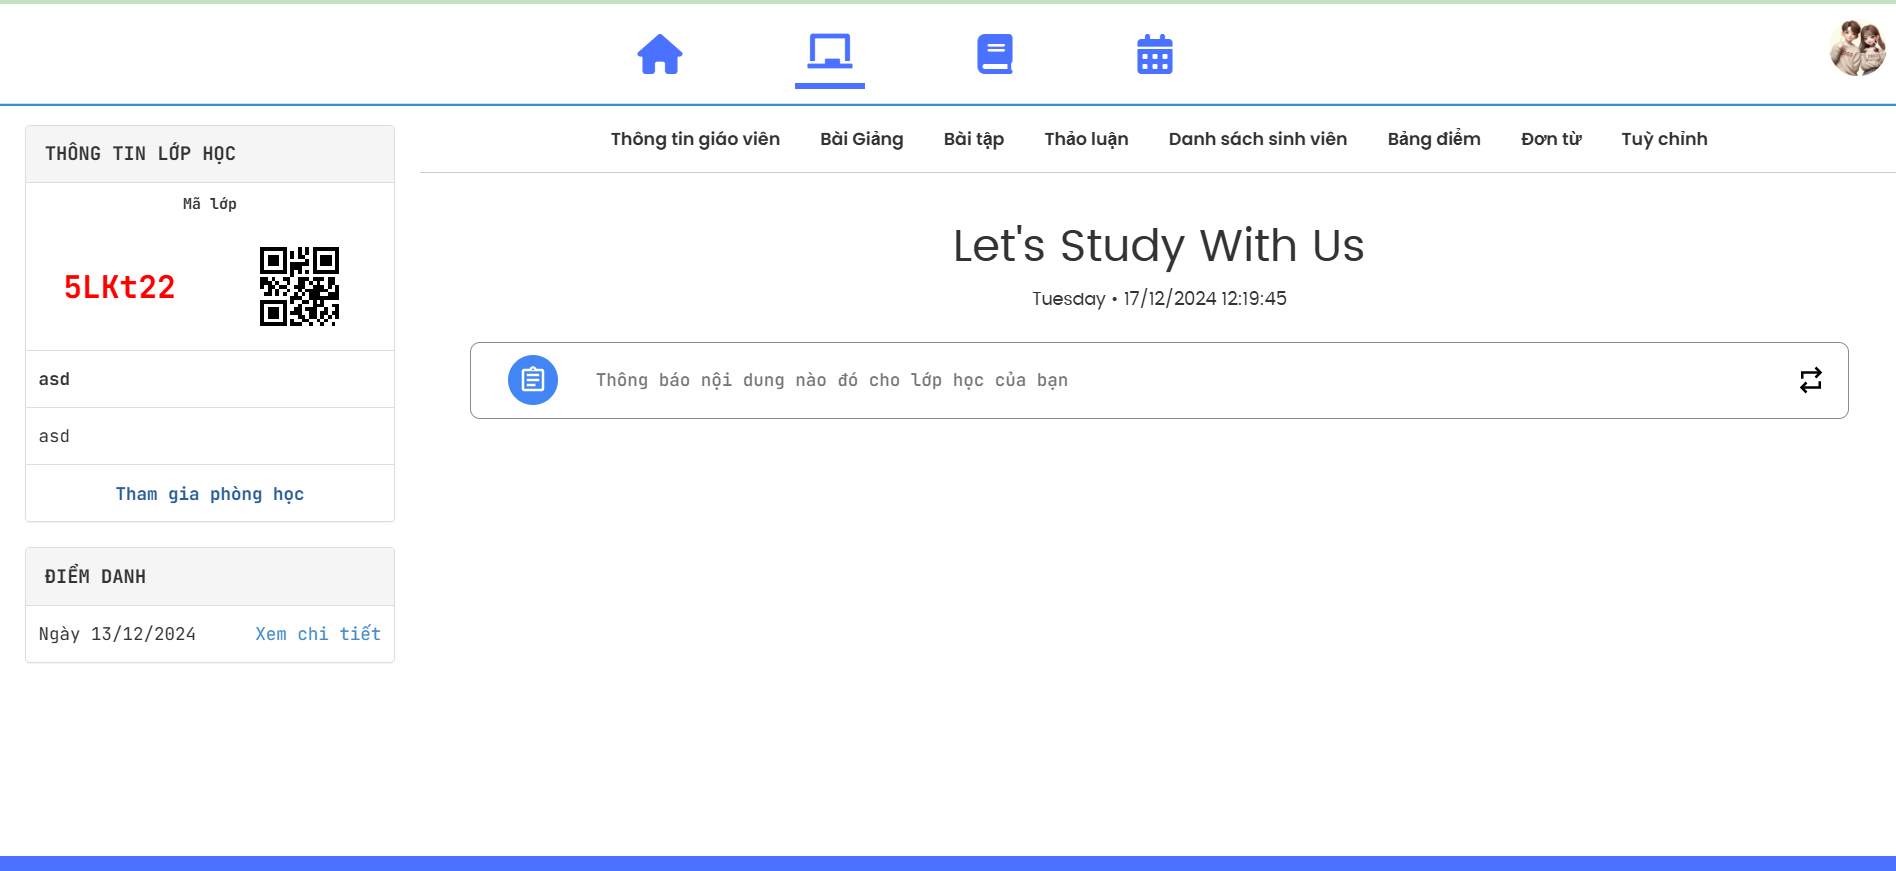 Thông tin giáo viên Bài Giảng Bài tập Thảo luận Danh sách sinh viên Bảng điểm Đơn từ Tuỳ chỉnh
THÔNG TIN LỚP HỌC
Mã lớp
5LKt22
asd
asd
Tham gia phòng học
ĐIỂM DANH
Ngày 13/12/2024 Xem chi tiết
Let's Study With Us
Tuesday • 17/12/2024 12:19:45
Thông báo nội dung nào đó cho lớp học của bạn